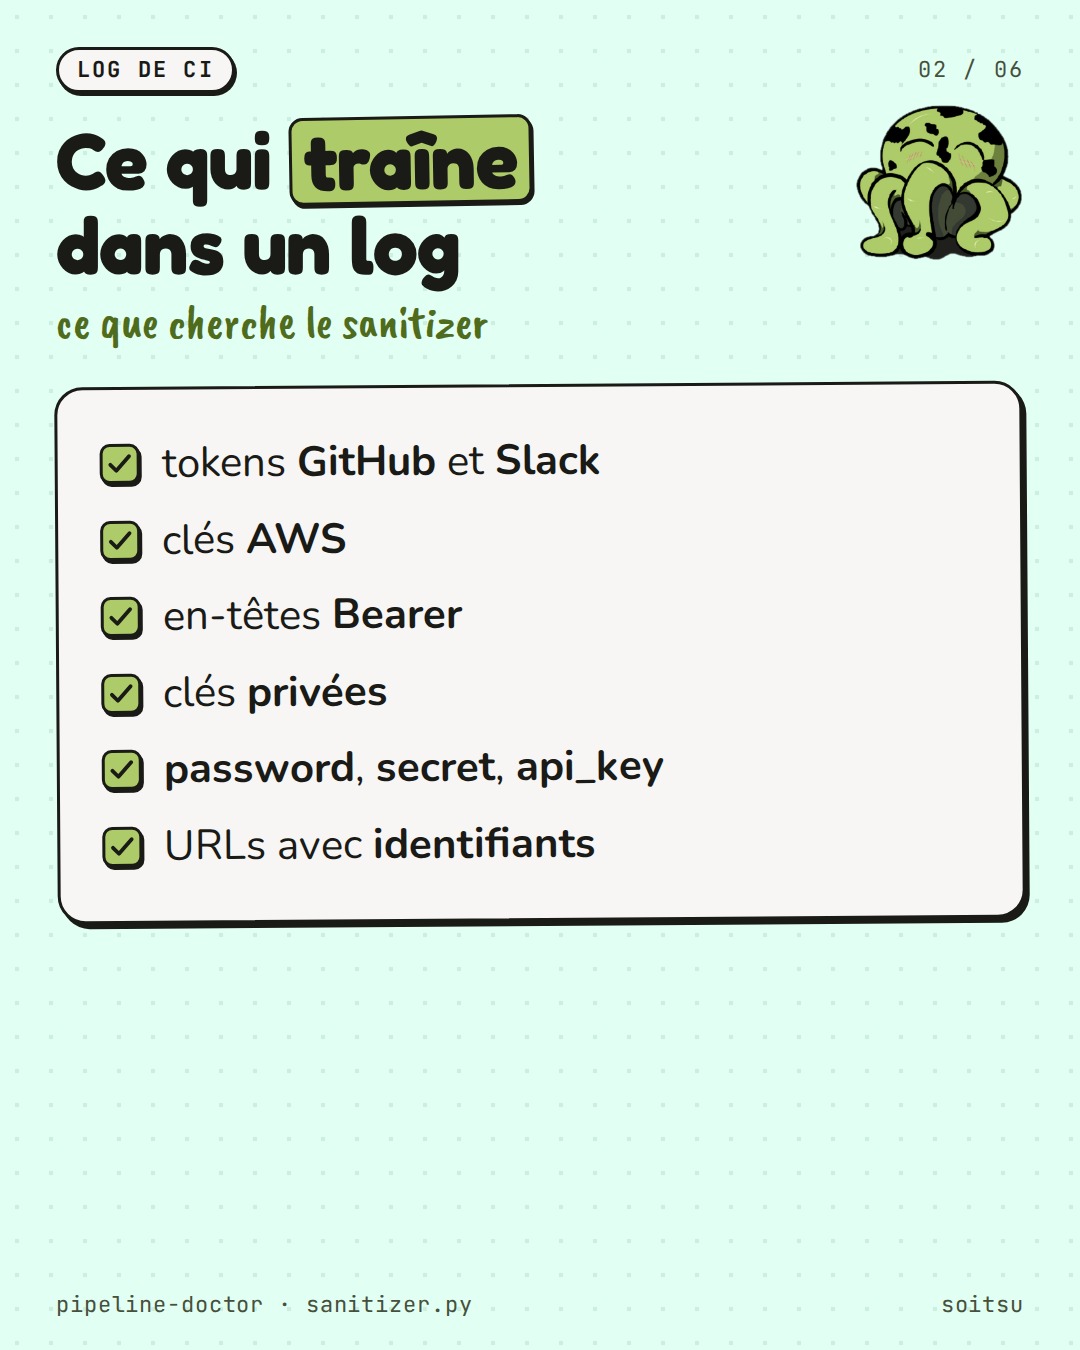 LOG DE CI
02 / 06
Ce qui traîne
dans un log
ce que cherche le sanitizer
tokens GitHub et Slack
clés AWS
en-têtes Bearer
clés privées
password, secret, api_key
URLs avec identifiants
pipeline-doctor · sanitizer.py
soitsu